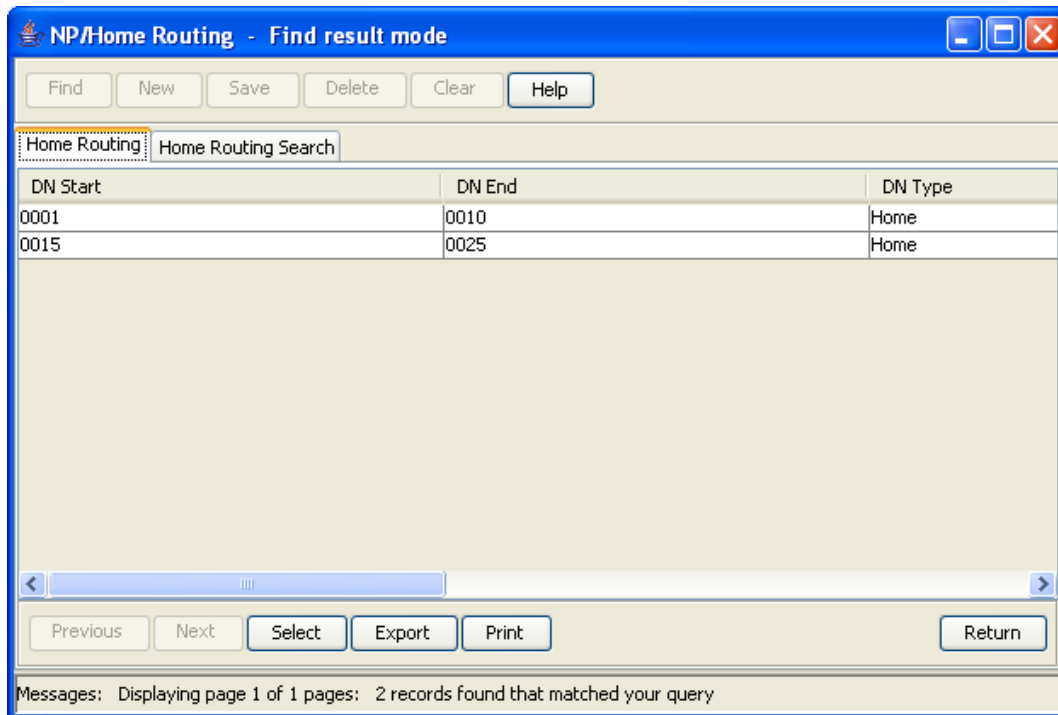 NP/Home Routing - Find result mode
Find New Save Delete Clear Help
Home Routing Home Routing Search
DN Start DN End DN Type
0001 0010 Home
0015 0025 Home
Previous Next Select Export Print Return
Messages: Displaying page 1 of 1 pages: 2 records found that matched your query